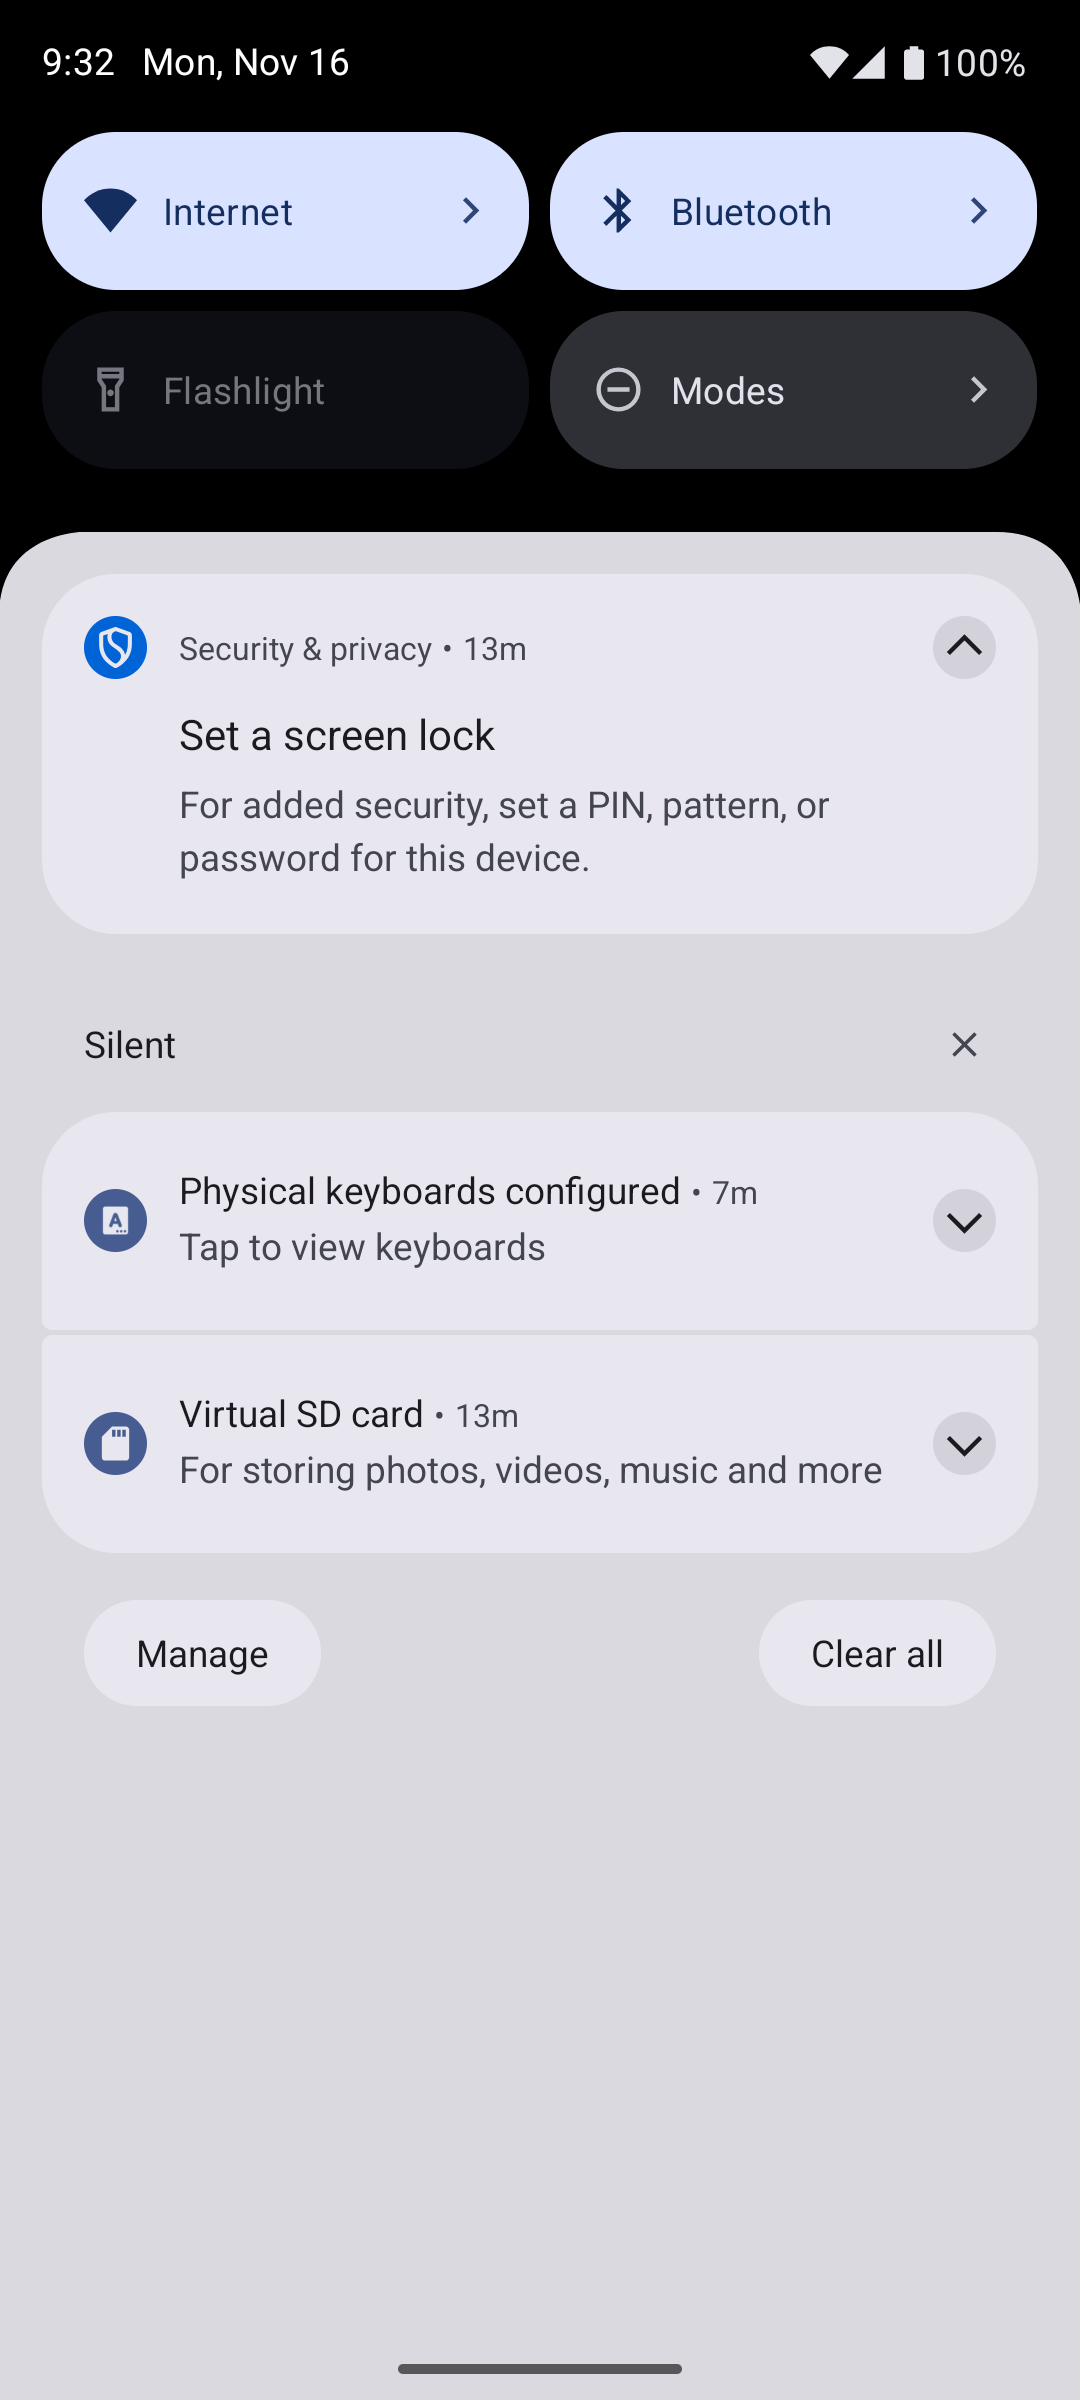 9:32 Mon, Nov 16 100%
Internet
Bluetooth
Flashlight
Modes
Security & privacy • 13m
Set a screen lock
For added security, set a PIN, pattern, or
password for this device.
Silent
Physical keyboards configured • 7m
Tap to view keyboards
Virtual SD card • 13m
For storing photos, videos, music and more
Manage
Clear all